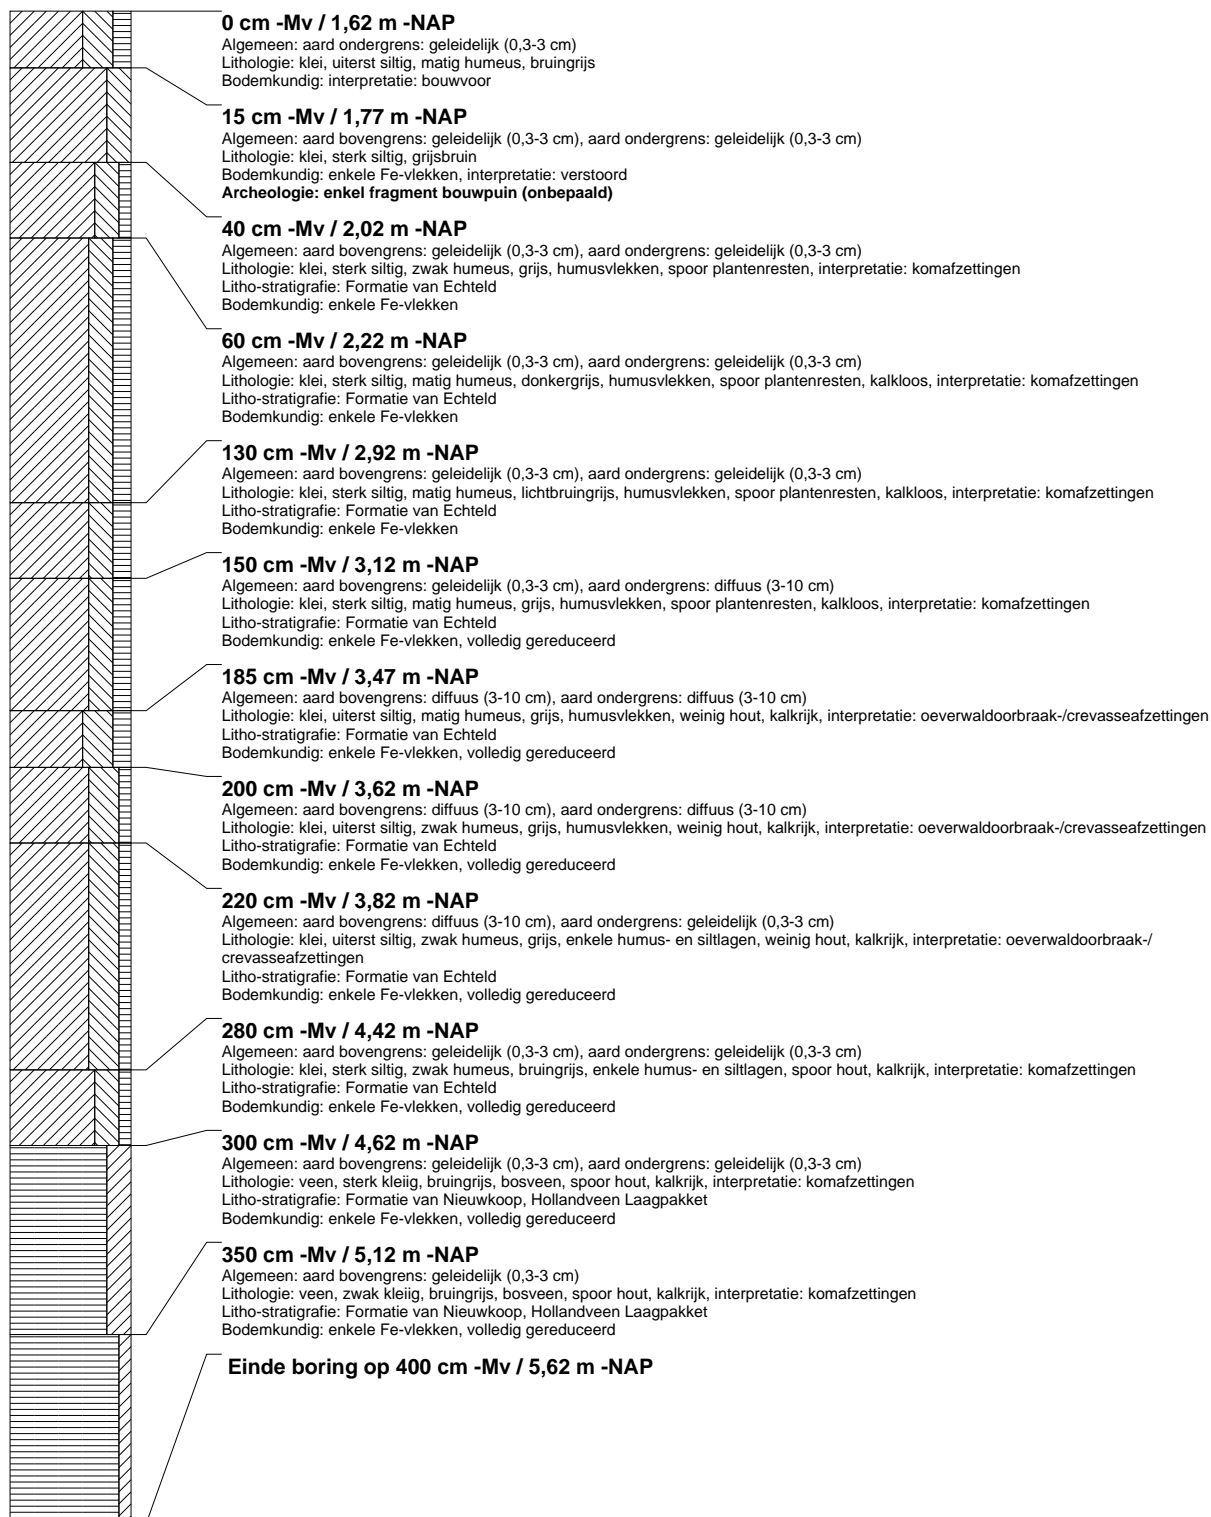 0 cm -Mv / 1,62 m -NAP
Algemeen: aard ondergrens: geleidelijk (0,3-3 cm)
Lithologie: klei, uiterst siltig, matig humeus, bruingrijs
Bodemkundig: interpretatie: bouwvoor
15 cm -Mv / 1,77 m -NAP
Algemeen: aard bovengrens: geleidelijk (0,3-3 cm), aard ondergrens: geleidelijk (0,3-3 cm)
Lithologie: klei, sterk siltig, grijsbruin
Bodemkundig: enkele Fe-vlekken, interpretatie: verstoord
Archeologie: enkel fragment bouwpuin (onbepaald)
40 cm -Mv / 2,02 m -NAP
Algemeen: aard bovengrens: geleidelijk (0,3-3 cm), aard ondergrens: geleidelijk (0,3-3 cm)
Lithologie: klei, sterk siltig, zwak humeus, grijs, humusvlekken, spoor plantenresten, interpretatie: komafzettingen
Litho-stratigrafie: Formatie van Echteld
Bodemkundig: enkele Fe-vlekken
60 cm -Mv / 2,22 m -NAP
Algemeen: aard bovengrens: geleidelijk (0,3-3 cm), aard ondergrens: geleidelijk (0,3-3 cm)
Lithologie: klei, sterk siltig, matig humeus, donkergrijs, humusvlekken, spoor plantenresten, kalkloos, interpretatie: komafzettingen
Litho-stratigrafie: Formatie van Echteld
Bodemkundig: enkele Fe-vlekken
130 cm -Mv / 2,92 m -NAP
Algemeen: aard bovengrens: geleidelijk (0,3-3 cm), aard ondergrens: geleidelijk (0,3-3 cm)
Lithologie: klei, sterk siltig, matig humeus, lichtbruingrijs, humusvlekken, spoor plantenresten, kalkloos, interpretatie: komafzettingen
Litho-stratigrafie: Formatie van Echteld
Bodemkundig: enkele Fe-vlekken
150 cm -Mv / 3,12 m -NAP
Algemeen: aard bovengrens: geleidelijk (0,3-3 cm), aard ondergrens: diffuus (3-10 cm)
Lithologie: klei, sterk siltig, matig humeus, grijs, humusvlekken, spoor plantenresten, kalkloos, interpretatie: komafzettingen
Litho-stratigrafie: Formatie van Echteld
Bodemkundig: enkele Fe-vlekken, volledig gereduceerd
185 cm -Mv / 3,47 m -NAP
Algemeen: aard bovengrens: diffuus (3-10 cm), aard ondergrens: diffuus (3-10 cm)
Lithologie: klei, uiterst siltig, matig humeus, grijs, humusvlekken, weinig hout, kalkrijk, interpretatie: oeverwaldoorbraak-/crevasseafzettingen
Litho-stratigrafie: Formatie van Echteld
Bodemkundig: enkele Fe-vlekken, volledig gereduceerd
200 cm -Mv / 3,62 m -NAP
Algemeen: aard bovengrens: diffuus (3-10 cm), aard ondergrens: diffuus (3-10 cm)
Lithologie: klei, uiterst siltig, zwak humeus, grijs, humusvlekken, weinig hout, kalkrijk, interpretatie: oeverwaldoorbraak-/crevasseafzettingen
Litho-stratigrafie: Formatie van Echteld
Bodemkundig: enkele Fe-vlekken, volledig gereduceerd
220 cm -Mv / 3,82 m -NAP
Algemeen: aard bovengrens: diffuus (3-10 cm), aard ondergrens: geleidelijk (0,3-3 cm)
Lithologie: klei, uiterst siltig, zwak humeus, grijs, enkele humus- en siltlagen, weinig hout, kalkrijk, interpretatie: oeverwaldoorbraak-/
crevasseafzettingen
Litho-stratigrafie: Formatie van Echteld
Bodemkundig: enkele Fe-vlekken, volledig gereduceerd
280 cm -Mv / 4,42 m -NAP
Algemeen: aard bovengrens: geleidelijk (0,3-3 cm), aard ondergrens: geleidelijk (0,3-3 cm)
Lithologie: klei, sterk siltig, zwak humeus, bruingrijs, enkele humus- en siltlagen, spoor hout, kalkrijk, interpretatie: komafzettingen
Litho-stratigrafie: Formatie van Echteld
Bodemkundig: enkele Fe-vlekken, volledig gereduceerd
300 cm -Mv / 4,62 m -NAP
Algemeen: aard bovengrens: geleidelijk (0,3-3 cm), aard ondergrens: geleidelijk (0,3-3 cm)
Lithologie: veen, sterk kleiig, bruingrijs, bosveen, spoor hout, kalkrijk, interpretatie: komafzettingen
Litho-stratigrafie: Formatie van Nieuwkoop, Hollandveen Laagpakket
Bodemkundig: enkele Fe-vlekken, volledig gereduceerd
350 cm -Mv / 5,12 m -NAP
Algemeen: aard bovengrens: geleidelijk (0,3-3 cm)
Lithologie: veen, zwak kleiig, bruingrijs, bosveen, spoor hout, kalkrijk, interpretatie: komafzettingen
Litho-stratigrafie: Formatie van Nieuwkoop, Hollandveen Laagpakket
Bodemkundig: enkele Fe-vlekken, volledig gereduceerd
Einde boring op 400 cm -Mv / 5,62 m -NAP